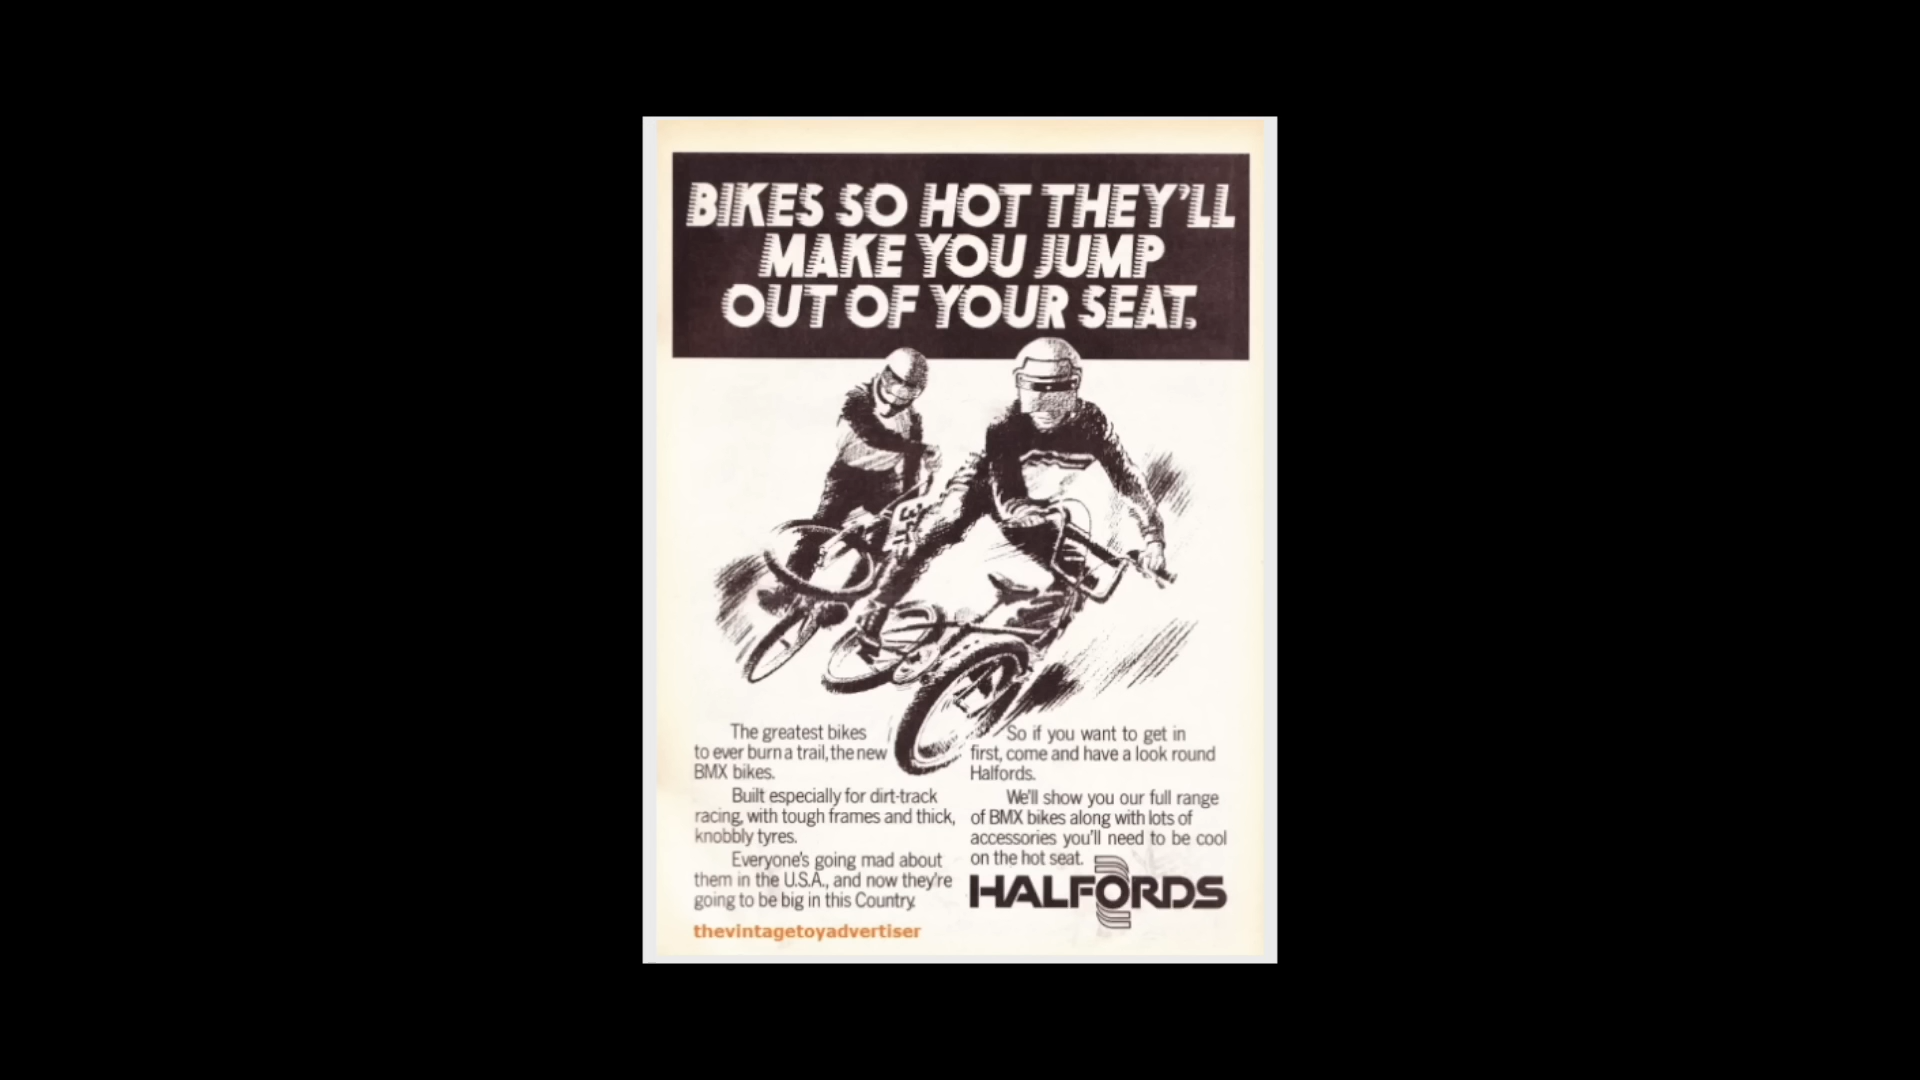 BIKES SO HOT THEY'LL
MAKE YOU JUMP
OUT OF YOUR SEAT.
The greatest bikes
to ever burn a trail, the new
BMX bikes.
Built especially for dirt-track
racing, with tough frames and thick,
knobbly tyres.
Everyone's going mad about
them in the U.S.A., and now they're
going to be big in this Country.
So if you want to get in
first, come and have a look round
Halfords.
We'll show you our full range
of BMX bikes along with lots of
accessories you'll need to be cool
on the hot seat.
HALFORDS
thevintagetoyadvertiser